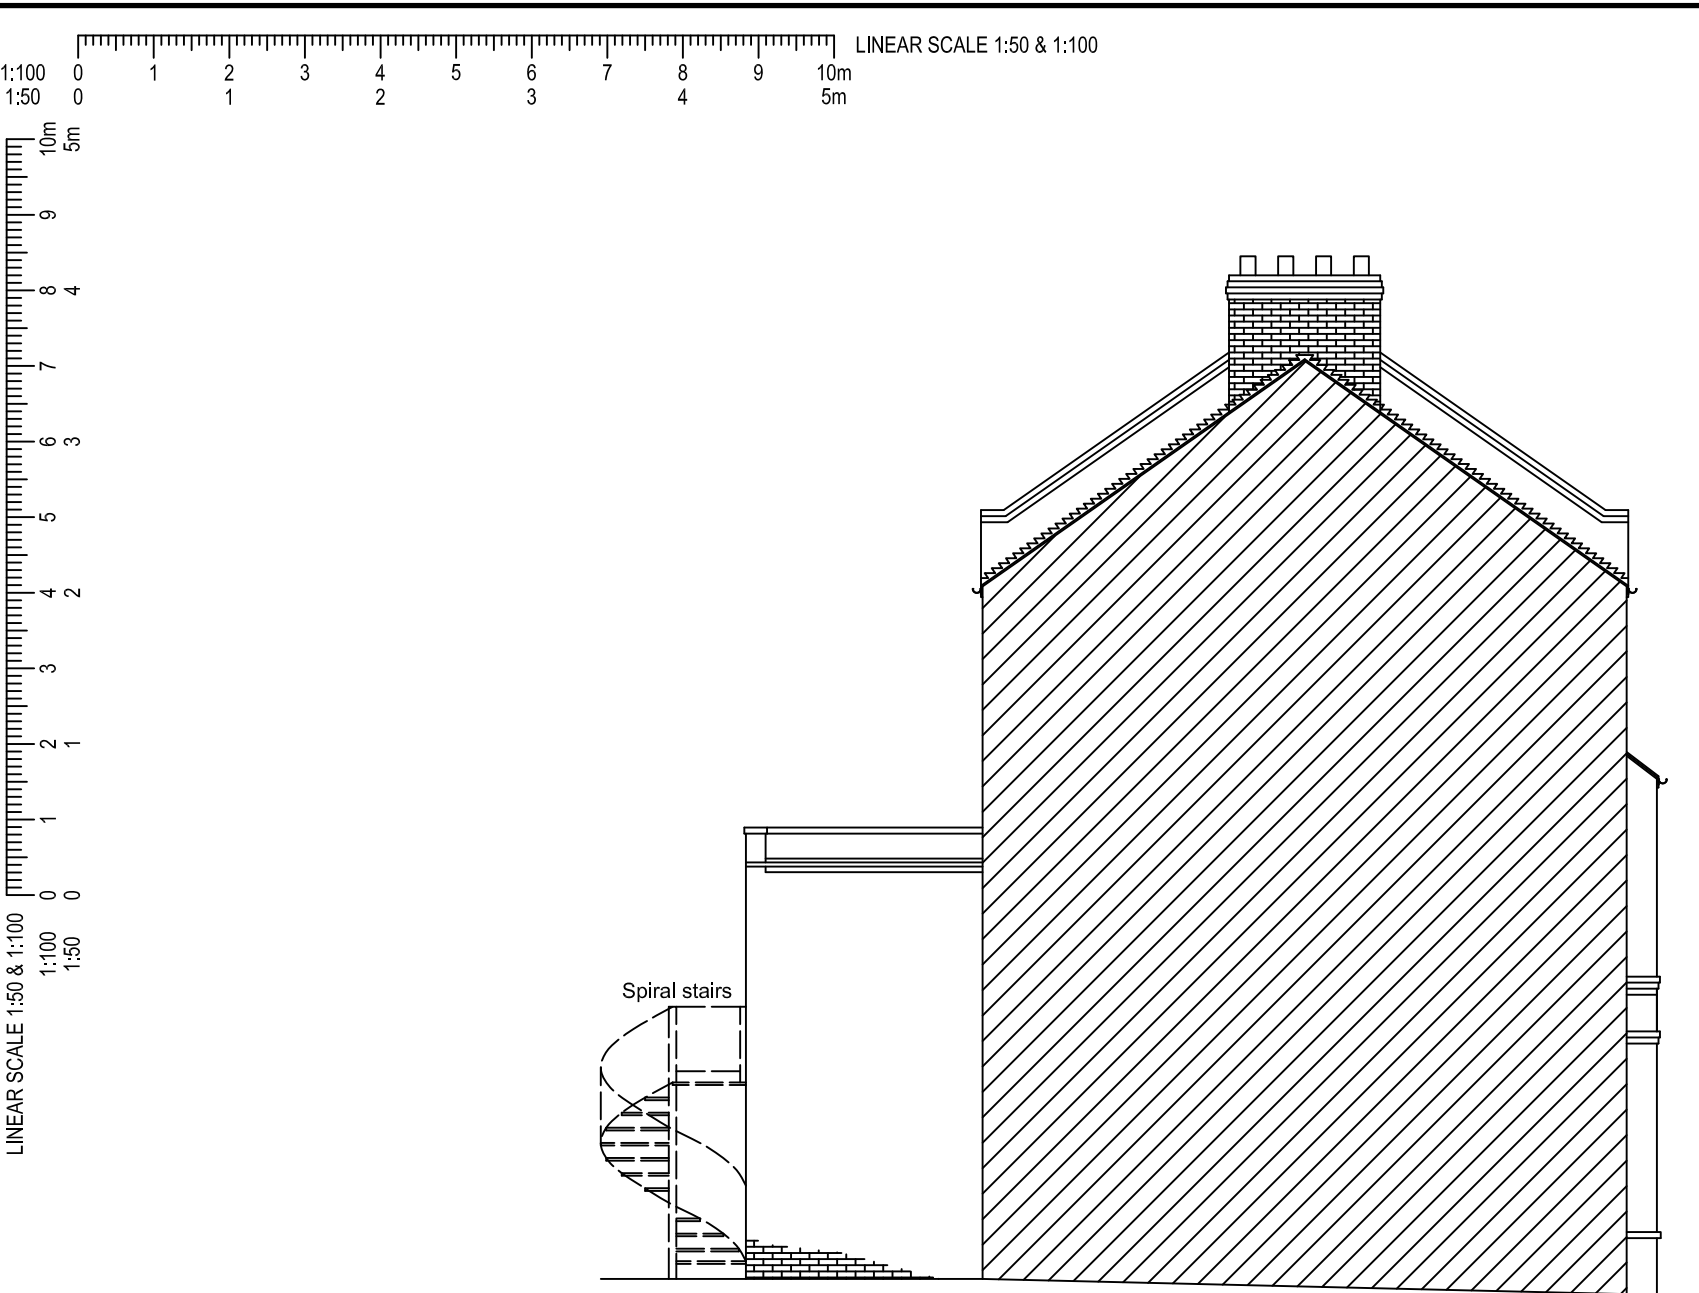 LINEAR SCALE 1:50 & 1:100
1:100 0 1 2 3 4 5 6 7 8 9 10m
1:50 0 1 2 3 4 5m
10m 5m
9
8 4
7
6 3
5
4 2
3
2 1
1
0 0
1:100
1:50
LINEAR SCALE 1:50 & 1:100
Spiral stairs